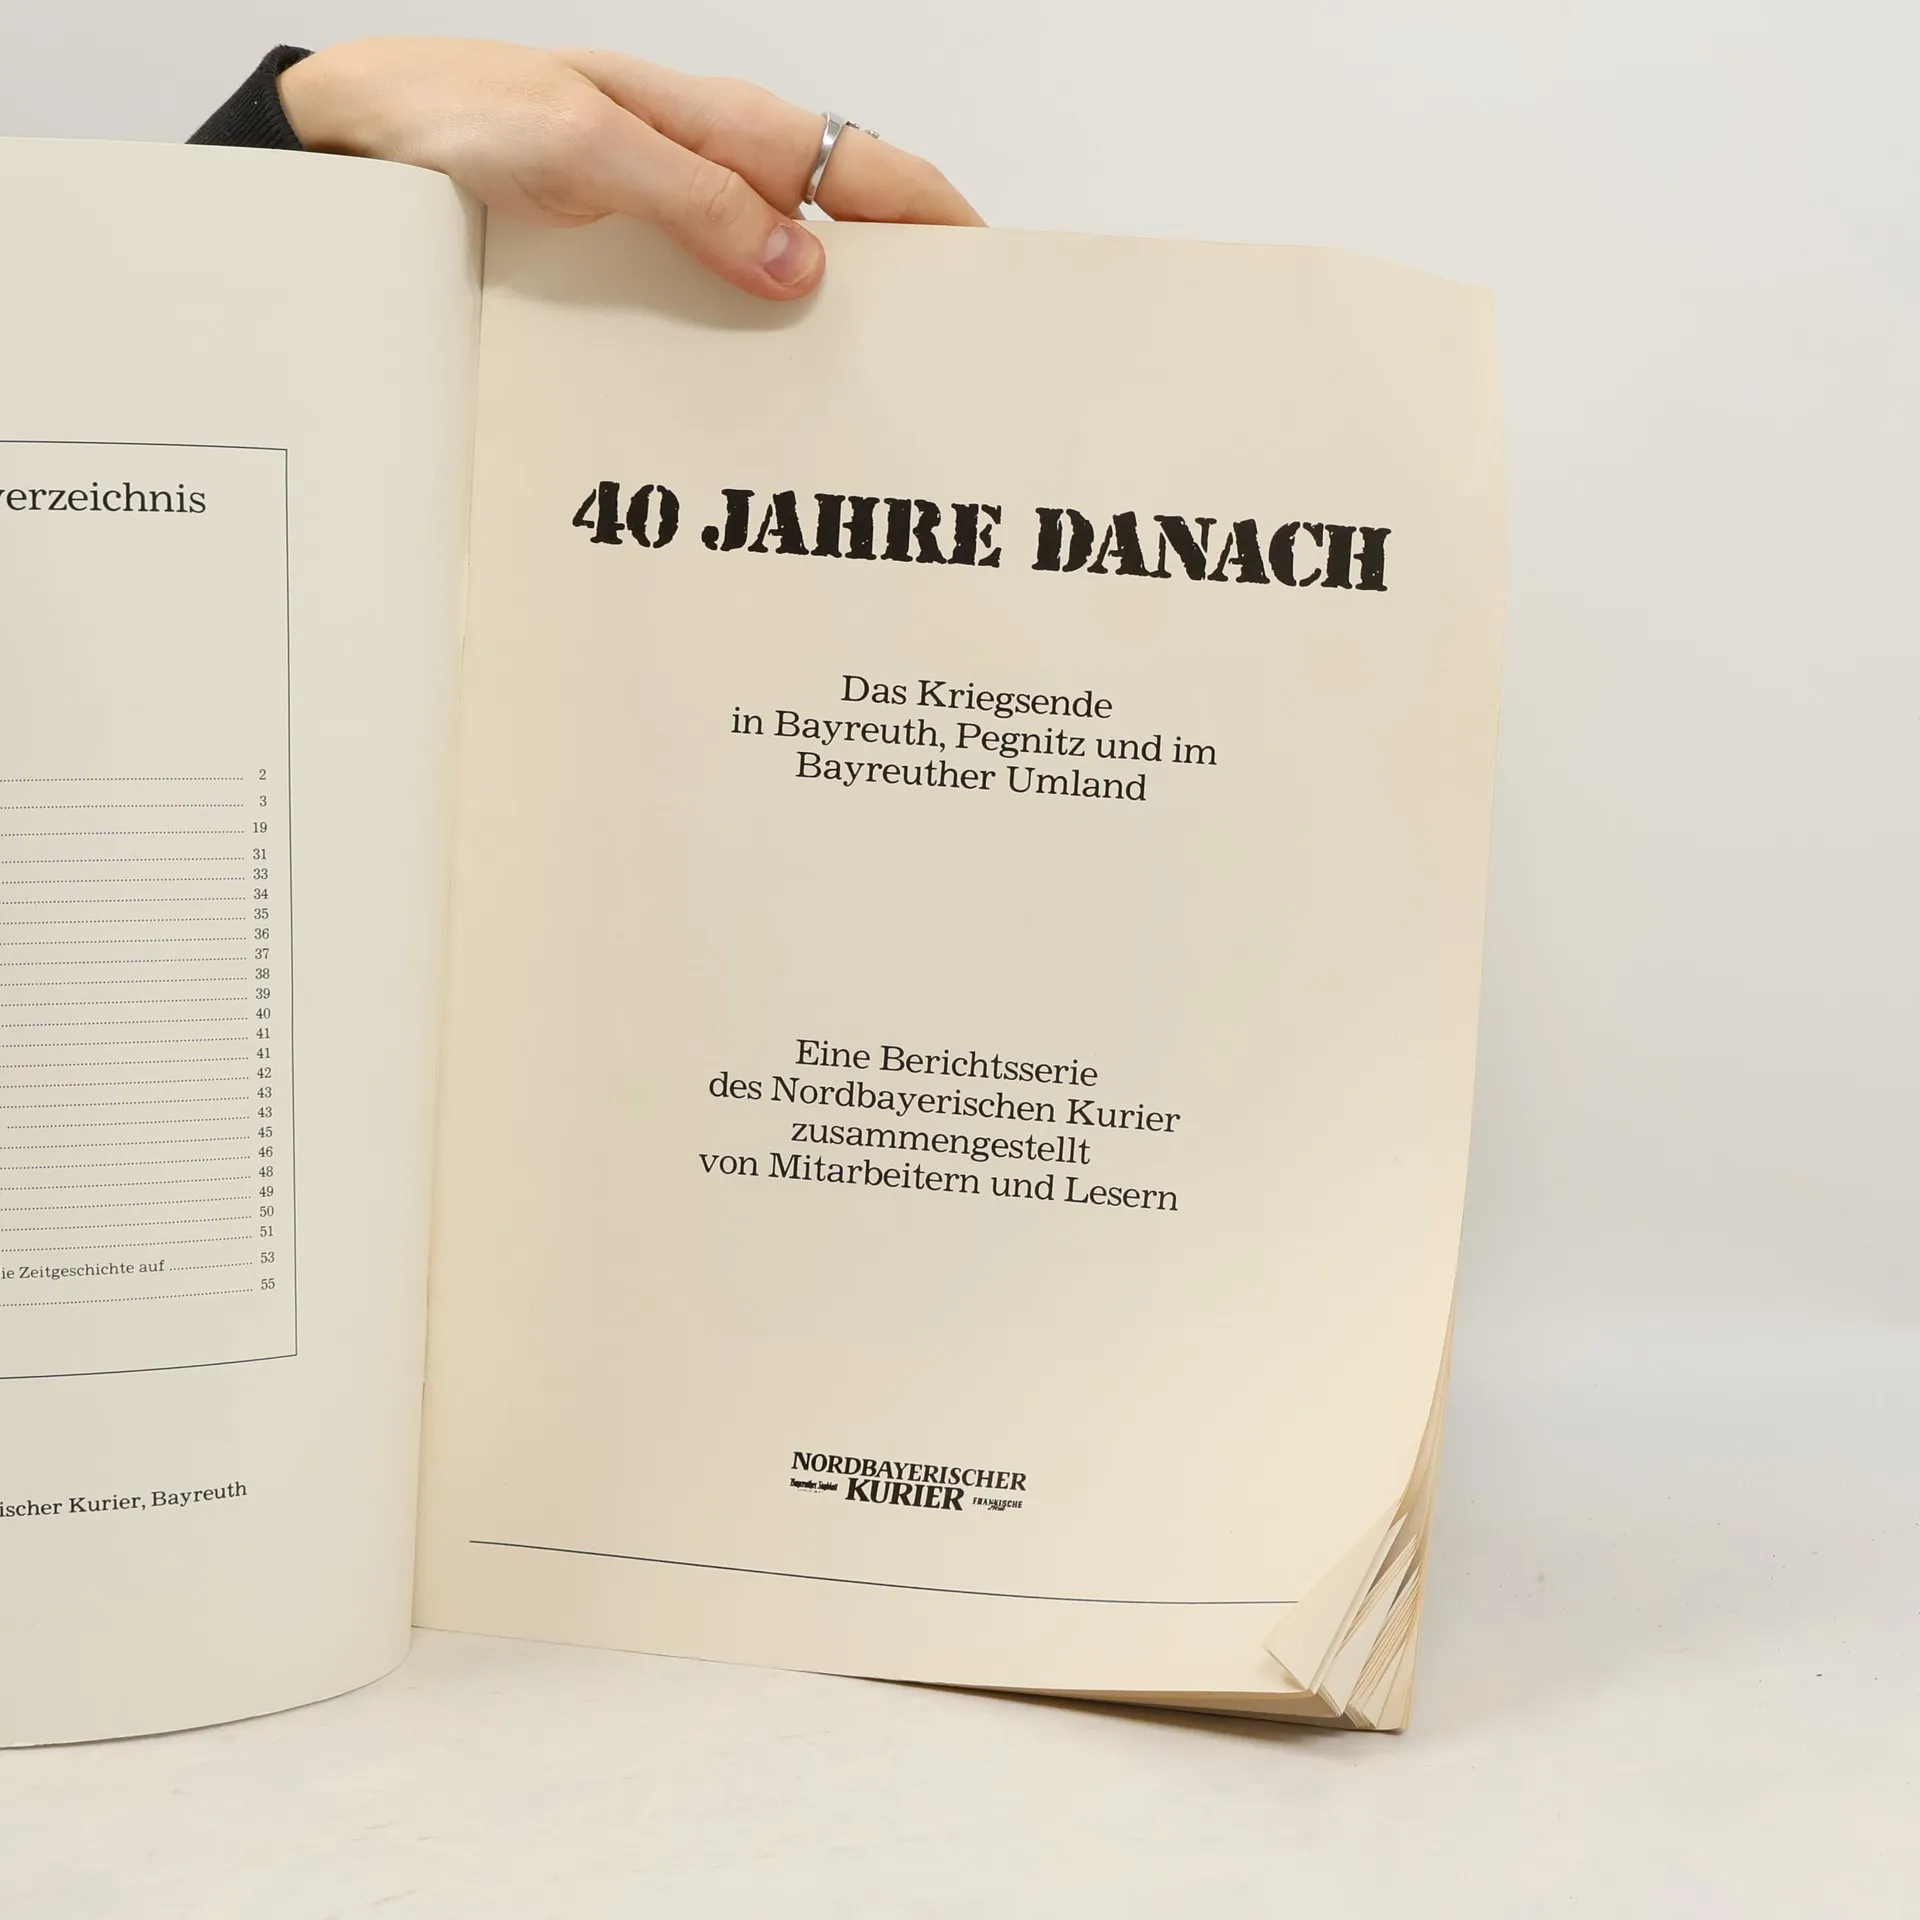 verzeichnis
2
3
19
31
33
34
35
36
37
38
39
40
41
41
42
43
43
45
46
48
49
50
51
ie Zeitgeschichte auf 53
55
ischer Kurier, Bayreuth
40 JAHRE DANACH
Das Kriegsende
in Bayreuth, Pegnitz und im
Bayreuther Umland
Eine Berichtsserie
des Nordbayerischen Kurier
zusammengestellt
von Mitarbeitern und Lesern
NORDBAYERISCHER
KURIER
FRÄNKISCHE